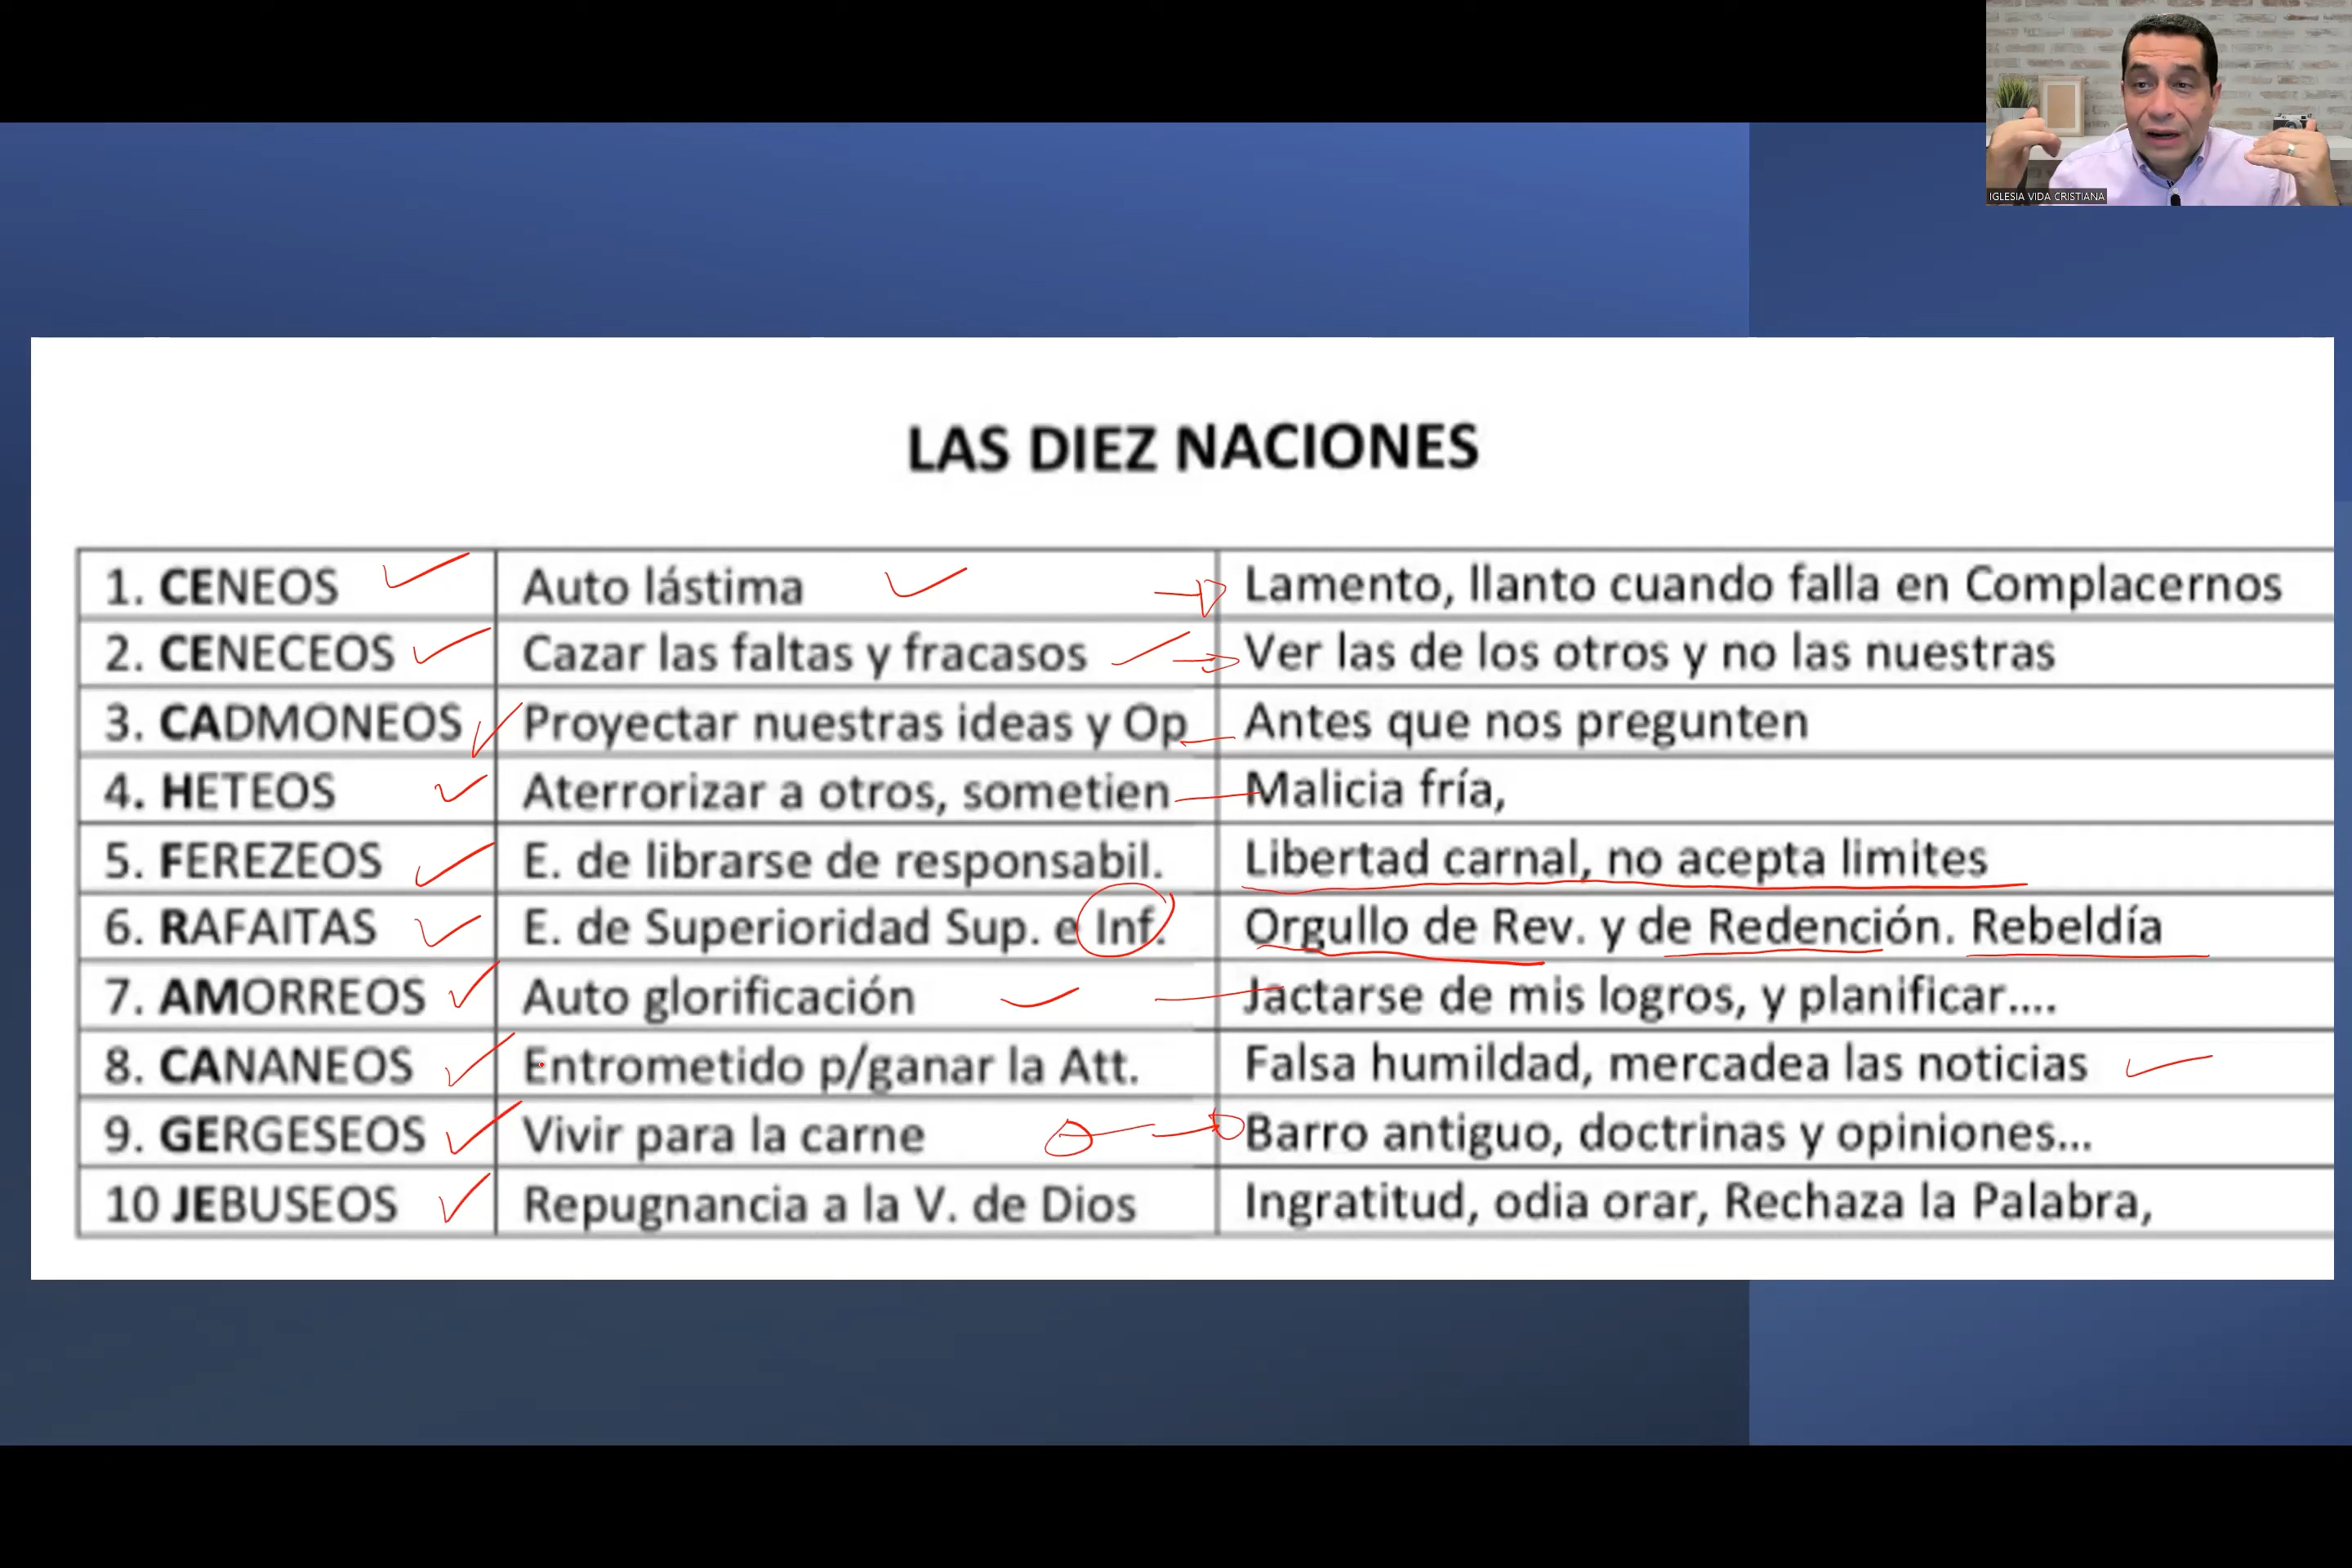 IGLESIA VIDA CRISTIANA
LAS DIEZ NACIONES
1. CENEOS Auto lástima Lamento, llanto cuando falla en Complacernos
2. CENECEOS Cazar las faltas y fracasos Ver las de los otros y no las nuestras
3. CADMONEOS Proyectar nuestras ideas y Op Antes que nos pregunten
4. HETEOS Aterrorizar a otros, sometien Malicia fría,
5. FEREZEOS E. de librarse de responsabil. Libertad carnal, no acepta limites
6. RAFAITAS E. de Superioridad Sup. e Inf. Orgullo de Rev. y de Redención. Rebeldía
7. AMORREOS Auto glorificación Jactarse de mis logros, y planificar....
8. CANANEOS Entrometido p/ganar la Att. Falsa humildad, mercadea las noticias
9. GERGESEOS Vivir para la carne Barro antiguo, doctrinas y opiniones...
10 JEBUSEOS Repugnancia a la V. de Dios Ingratitud, odia orar, Rechaza la Palabra,